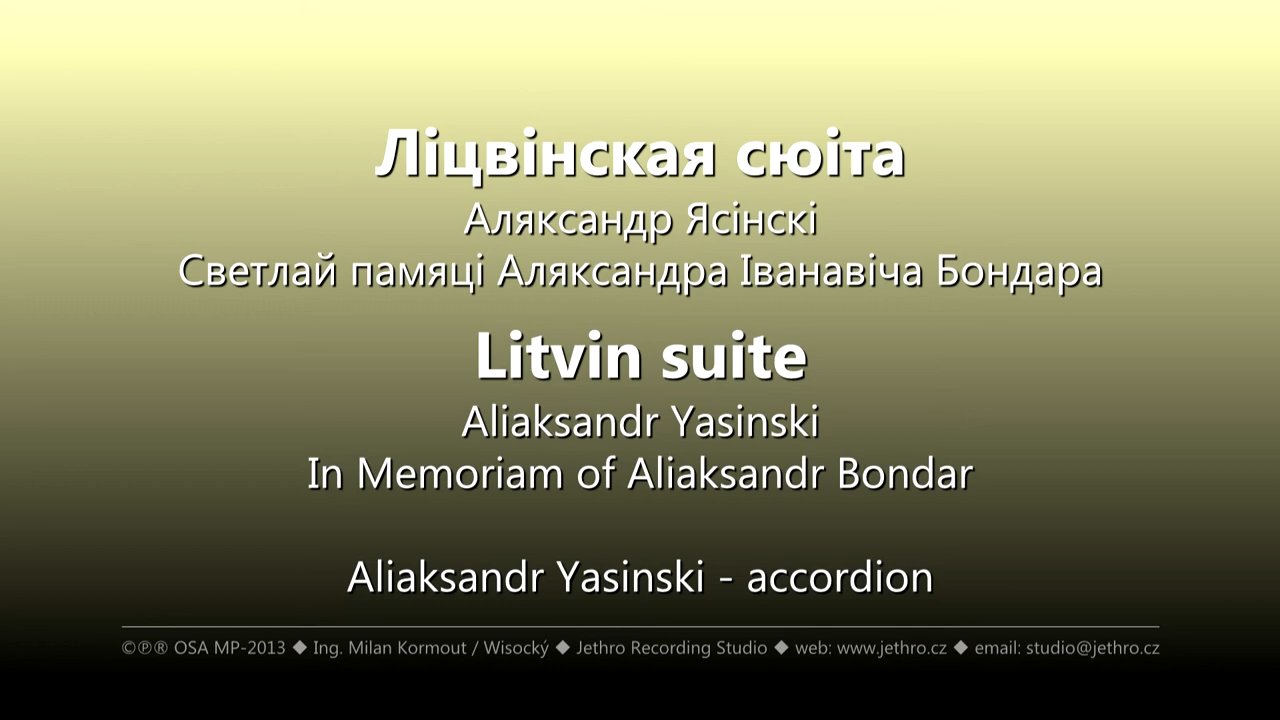 Ліцвінская сюіта
Аляксандр Ясінскі
Светлай памяці Аляксандра Іванавіча Бондара
Litvin suite
Aliaksandr Yasinski
In Memoriam of Aliaksandr Bondar
Aliaksandr Yasinski - accordion
©℗® OSA MP-2013 ◆ Ing. Milan Kormout / Wisocký ◆ Jethro Recording Studio ◆ web: www.jethro.cz ◆ email: studio@jethro.cz